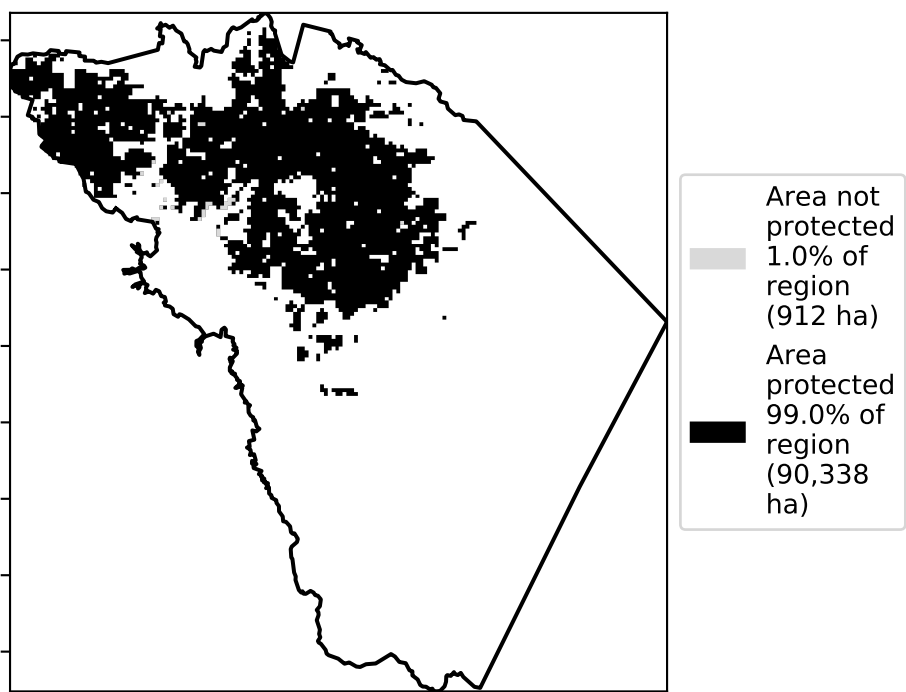 Area not
protected
1.0% of
region
(912 ha)
Area
protected
99.0% of
region
(90,338
ha)